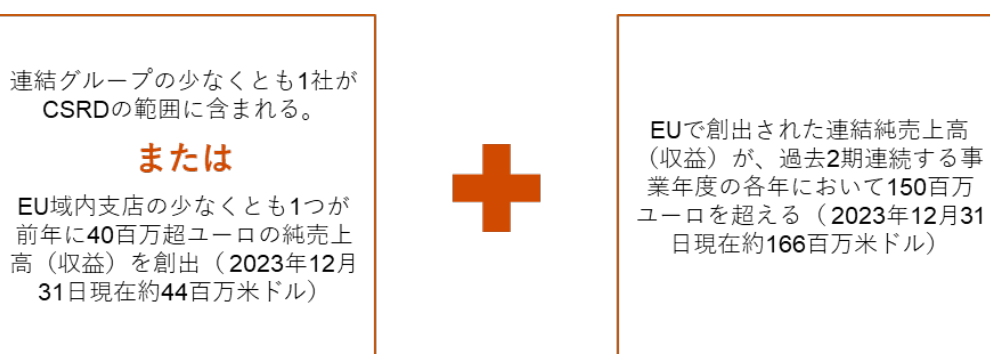 連結グループの少なくとも1社が
CSRDの範囲に含まれる。
または
EU域内支店の少なくとも1つが
前年に40百万超ユーロの純売上
高（収益）を創出（ 2023年12月
31日現在約44百万米ドル）
EUで創出された連結純売上高
（収益）が、過去2期連続する事
業年度の各年において150百万
ユーロを超える（ 2023年12月31
日現在約166百万米ドル）